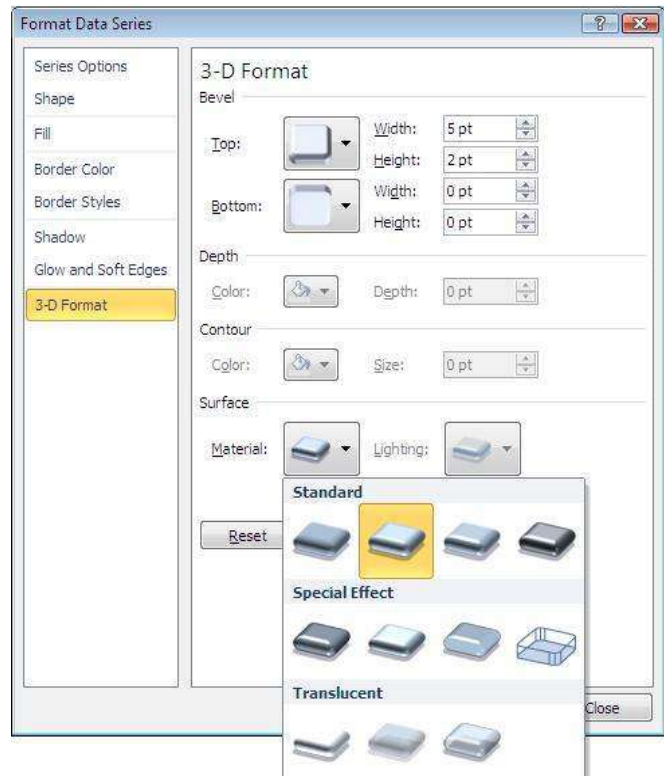 Format Data Series
Series Options
Shape
Fill
Border Color
Border Styles
Shadow
Glow and Soft Edges
3-D Format
3-D Format
Bevel
Top:
Width: 5 pt
Height: 2 pt
Bottom:
Width: 0 pt
Height: 0 pt
Depth
Color:
Depth: 0 pt
Contour
Color:
Size: 0 pt
Surface
Material:
Lighting:
Reset
Standard
Special Effect
Translucent
Close